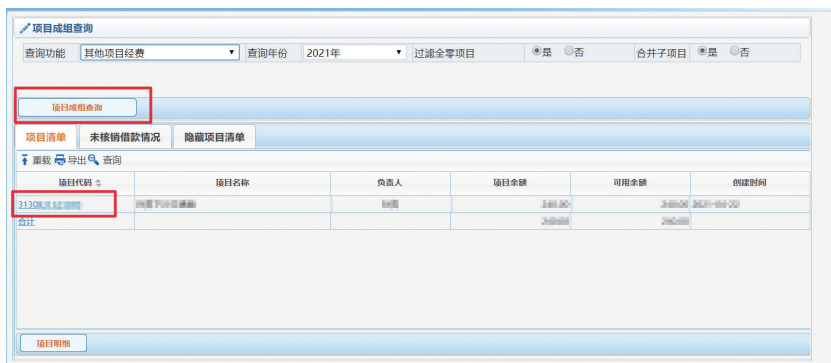 项目成组查询
查询功能 其他项目经费 查询年份 2021年 过滤全零项目 是 否 合并子项目 是 否
项目成组查询
项目清单 未核销借款情况 隐藏项目清单
重载 导出 查询
项目代码 项目名称 负责人 项目余额 可用余额 创建时间
31308
合计
项目明细